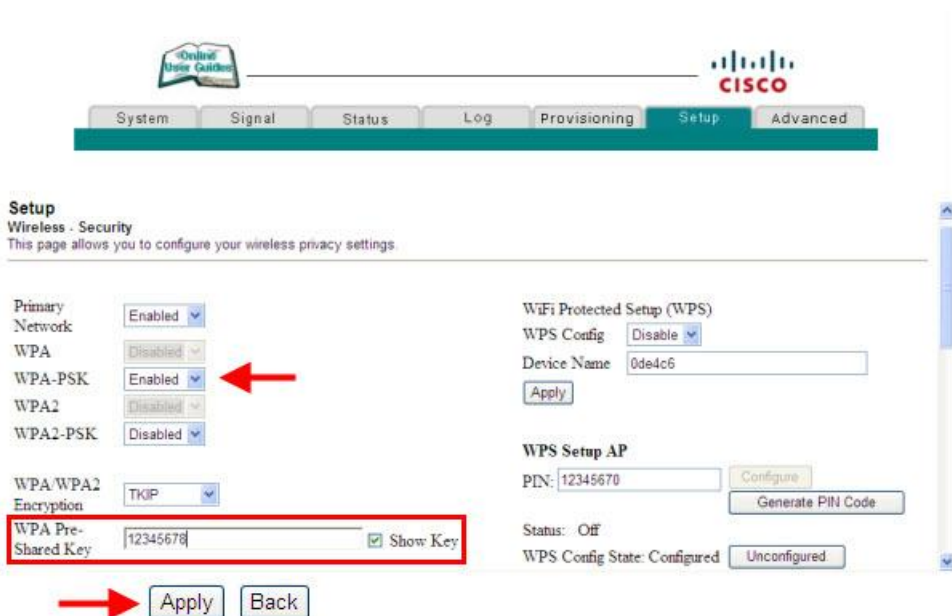 Online
User Guides
CISCO
System Signal Status Log Provisioning Setup Advanced
Setup
Wireless - Security
This page allows you to configure your wireless privacy settings.
Primary
Network
Enabled
WPA
Disabled
WPA-PSK
Enabled
WPA2
Disabled
WPA2-PSK
Disabled
WPA/WPA2
Encryption
TKIP
WPA Pre-
Shared Key
12345678
Show Key
WiFi Protected Setup (WPS)
WPS Config Disable
Device Name 0de4c6
Apply
WPS Setup AP
PIN: 12345670 Configure
Generate PIN Code
Status: Off
WPS Config State: Configured Unconfigured
Apply Back